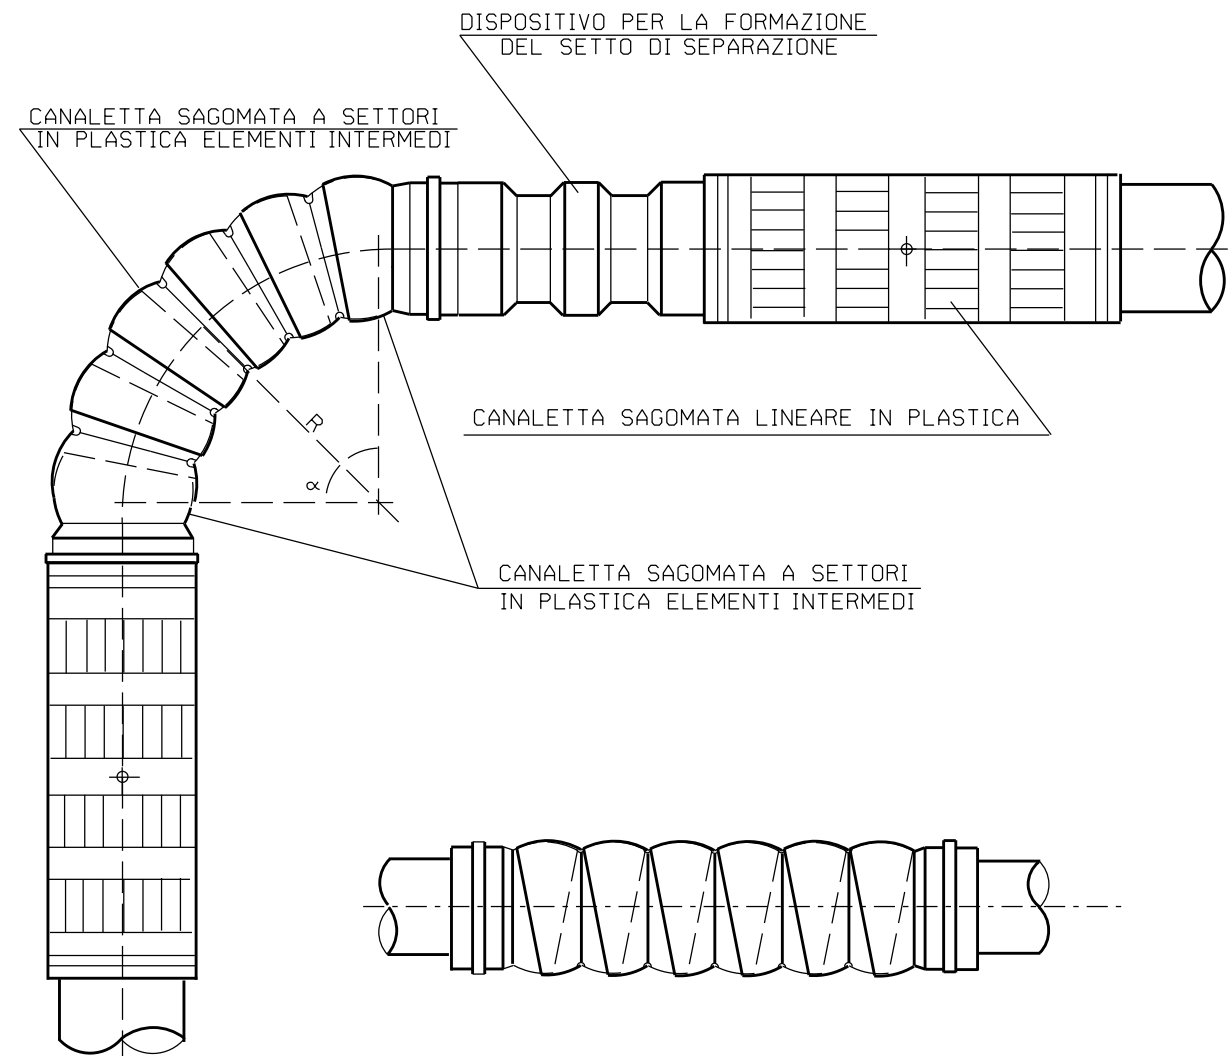 DISPOSITIVO PER LA FORMAZIONE
DEL SETTO DI SEPARAZIONE
CANALETTA SAGOMATA A SETTORI
IN PLASTICA ELEMENTI INTERMEDI
CANALETTA SAGOMATA LINEARE IN PLASTICA
R
α
CANALETTA SAGOMATA A SETTORI
IN PLASTICA ELEMENTI INTERMEDI